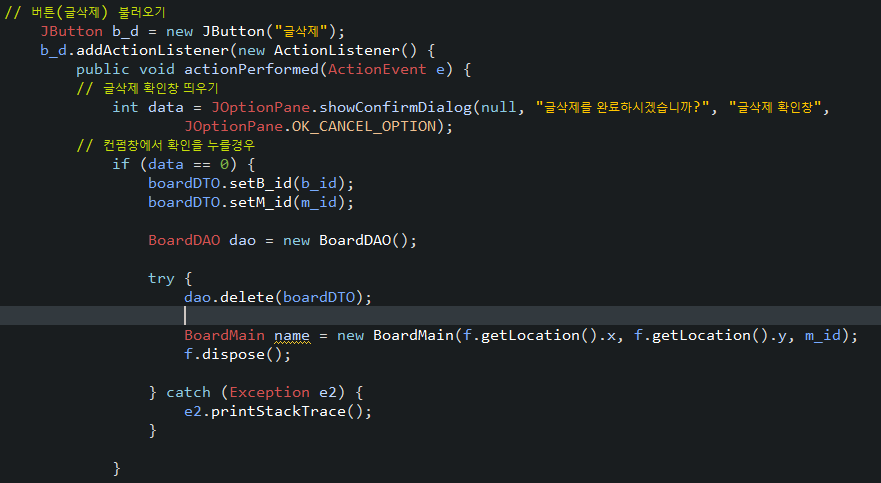 // 버튼(글삭제) 불러오기
JButton b_d = new JButton("글삭제");
b_d.addActionListener(new ActionListener() {
public void actionPerformed(ActionEvent e) {
// 글삭제 확인창 띄우기
int data = JOptionPane.showConfirmDialog(null, "글삭제를 완료하시겠습니까?", "글삭제 확인창",
JOptionPane.OK_CANCEL_OPTION);
// 컨펌창에서 확인을 누를경우
if (data == 0) {
boardDTO.setB_id(b_id);
boardDTO.setM_id(m_id);
BoardDAO dao = new BoardDAO();
try {
dao.delete(boardDTO);
BoardMain name = new BoardMain(f.getLocation().x, f.getLocation().y, m_id);
f.dispose();
} catch (Exception e2) {
e2.printStackTrace();
}
}